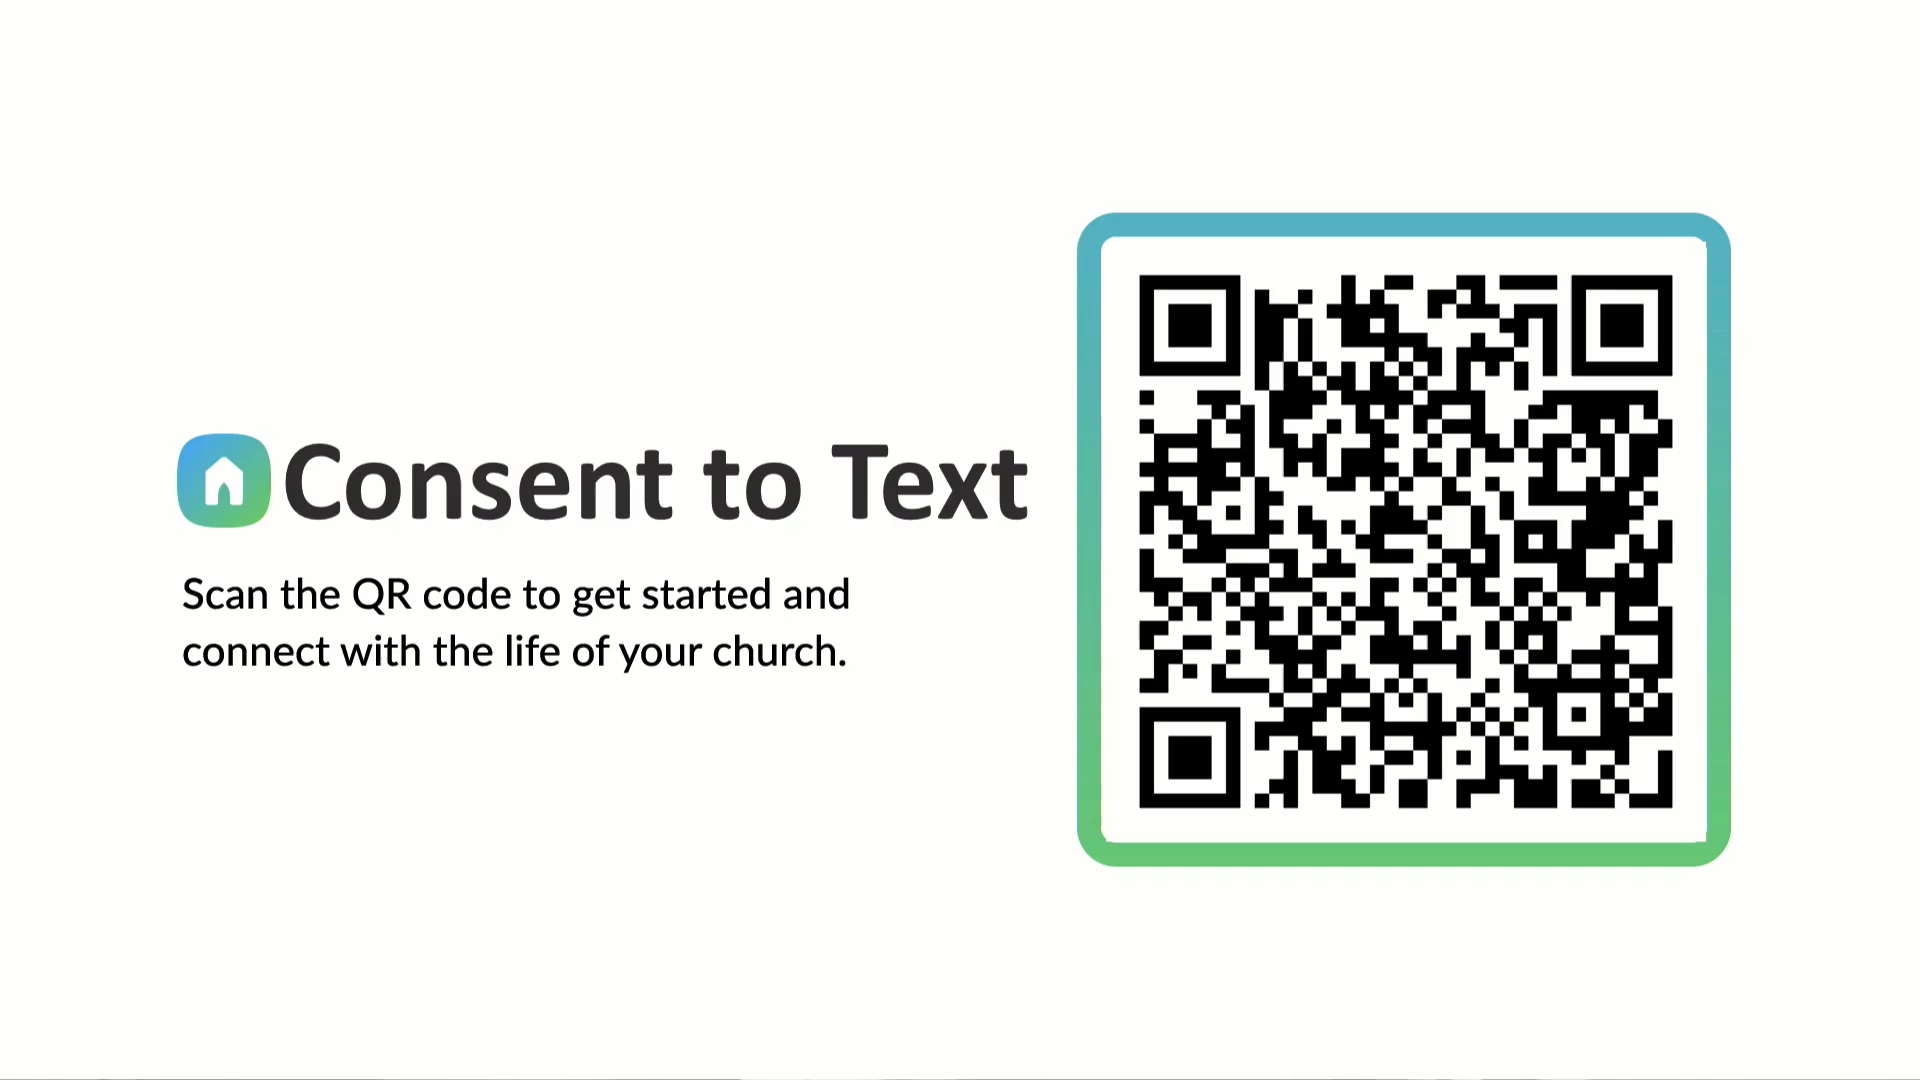 Consent to Text
Scan the QR code to get started and
connect with the life of your church.